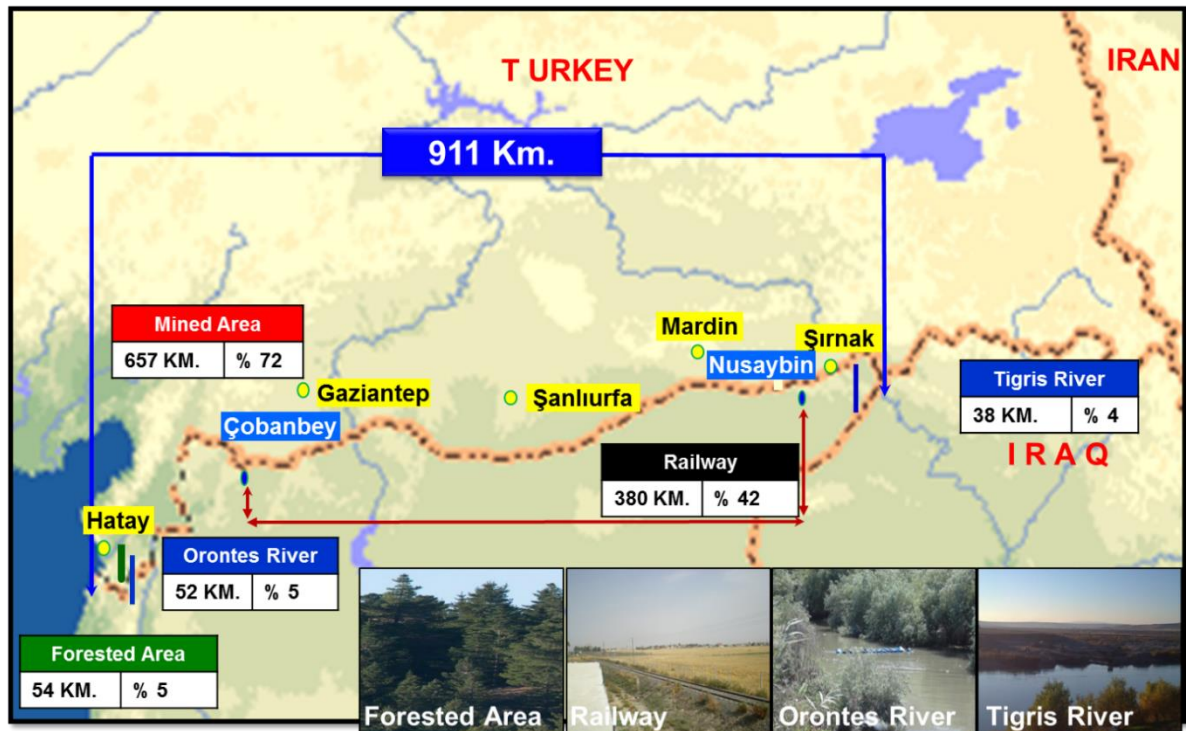 T URKEY
IRAN
911 Km.
Mined Area
657 KM. % 72
Gaziantep
Çobanbey
Şanlıurfa
Mardin
Nusaybin
Şırnak
Tigris River
38 KM. % 4
I R A Q
Railway
380 KM. % 42
Hatay
Orontes River
52 KM. % 5
Forested Area
54 KM. % 5
Forested Area
Railway
Orontes River
Tigris River